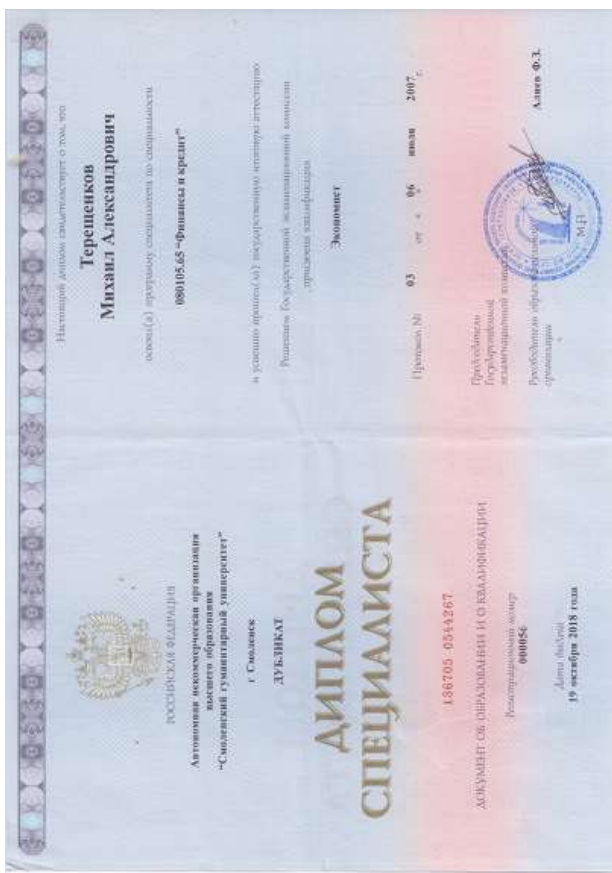 РОССИЙСКАЯ ФЕДЕРАЦИЯ
Автономная некоммерческая организация
высшего образования
"Смоленский гуманитарный университет"
г Смоленск
ДУБЛИКАТ
ДИПЛОМ
СПЕЦИАЛИСТА
136705 0544267
ДОКУМЕНТ ОБ ОБРАЗОВАНИИ И О КВАЛИФИКАЦИИ
Регистрационный номер
000056
Дата выдачи
19 октября 2018 года
Настоящий диплом свидетельствует о том, что
Терещенков
Михаил Александрович
освоил(а) программу специалитета по специальности
080105.65 "Финансы и кредит"
и успешно прошел(ла) государственную итоговую аттестацию
Решением Государственной экзаменационной комиссии
присвоена квалификация
Экономист
Протокол № 03 от « 06 » июля 2007 г.
Председатель
Государственной
экзаменационной комиссии
Руководитель образовательной
организации
Алиев Ф.З.
М.П.